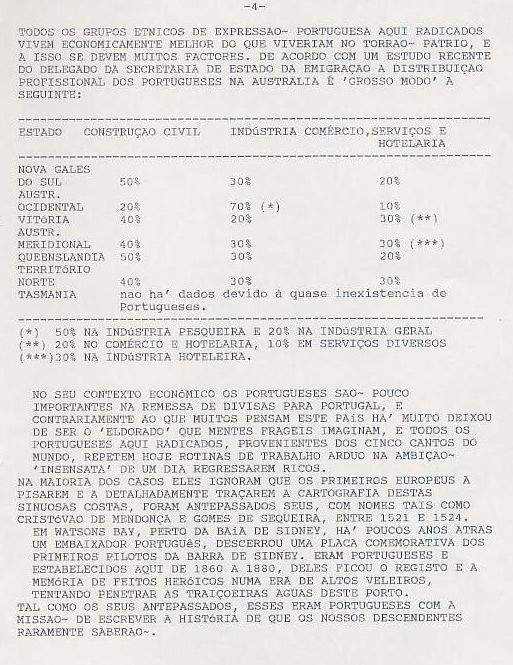 -4-
TODOS OS GRUPOS ETNICOS DE EXPRESSAO~ PORTUGUESA AQUI RADICADOS
VIVEM ECONOMICAMENTE MELHOR DO QUE VIVERIAM NO TORRAO~ PATRIO, E
A ISSO SE DEVEM MUITOS FACTORES. DE ACORDO COM UM ESTUDO RECENTE
DO DELEGADO DA SECRETARIA DE ESTADO DA EMIGRAÇAO A DISTRIBUIÇAO
PROFISSIONAL DOS PORTUGUESES NA AUSTRALIA É 'GROSSO MODO' A
SEGUINTE:
ESTADO CONSTRUÇAO CIVIL INDÚSTRIA COMÉRCIO,SERVIÇOS E
HOTELARIA
NOVA GALES
DO SUL 50% 30% 20%
AUSTR.
OCIDENTAL 20% 70% (*) 10%
VITÓRIA 40% 20% 30% (**)
AUSTR.
MERIDIONAL 40% 30% 30% (***)
QUEENSLANDIA 50% 30% 20%
TERRITÓRIO
NORTE 40% 30% 30%
TASMANIA nao ha' dados devido à quase inexistencia de
Portugueses.
(*) 50% NA INDÚSTRIA PESQUEIRA E 20% NA INDÚSTRIA GERAL
(**) 20% NO COMÉRCIO E HOTELARIA, 10% EM SERVIÇOS DIVERSOS
(***)30% NA INDÚSTRIA HOTELEIRA.
NO SEU CONTEXTO ECONÓMICO OS PORTUGUESES SAO~ POUCO
IMPORTANTES NA REMESSA DE DIVISAS PARA PORTUGAL, E
CONTRARIAMENTE AO QUE MUITOS PENSAM ESTE PAÍS HA' MUITO DEIXOU
DE SER O 'ELDORADO' QUE MENTES FRAGEIS IMAGINAM, E TODOS OS
PORTUGUESES AQUI RADICADOS, PROVENIENTES DOS CINCO CANTOS DO
MUNDO, REPETEM HOJE ROTINAS DE TRABALHO ARDUO NA AMBIÇAO~
'INSENSATA' DE UM DIA REGRESSAREM RICOS.
NA MAIORIA DOS CASOS ELES IGNORAM QUE OS PRIMEIROS EUROPEUS A
PISAREM E A DETALHADAMENTE TRAÇAREM A CARTOGRAFIA DESTAS
SINUOSAS COSTAS, FORAM ANTEPASSADOS SEUS, COM NOMES TAIS COMO
CRISTÓVAO DE MENDONÇA E GOMES DE SEQUEIRA, ENTRE 1521 E 1524.
EM WATSONS BAY, PERTO DA BAÍA DE SIDNEY, HA' POUCOS ANOS ATRAS
UM EMBAIXADOR PORTUGUÊS, DESCERROU UMA PLACA COMEMORATIVA DOS
PRIMEIROS PILOTOS DA BARRA DE SIDNEY. ERAM PORTUGUESES E
ESTABELECIDOS AQUI DE 1860 A 1880, DELES FICOU O REGISTO E A
MEMÓRIA DE FEITOS HERÓICOS NUMA ERA DE ALTOS VELEIROS,
TENTANDO PENETRAR AS TRAIÇOEIRAS AGUAS DESTE PORTO.
TAL COMO OS SEUS ANTEPASSADOS, ESSES ERAM PORTUGUESES COM A
MISSAO~ DE ESCREVER A HISTÓRIA DE QUE OS NOSSOS DESCENDENTES
RARAMENTE SABERAO~.